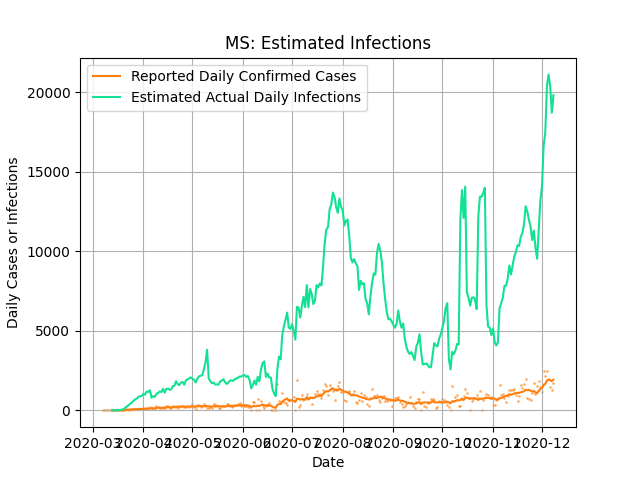 MS: Estimated Infections
Reported Daily Confirmed Cases
Estimated Actual Daily Infections
Daily Cases or Infections
20000
15000
10000
5000
0
2020-03 2020-04 2020-05 2020-06 2020-07 2020-08 2020-09 2020-10 2020-11 2020-12
Date